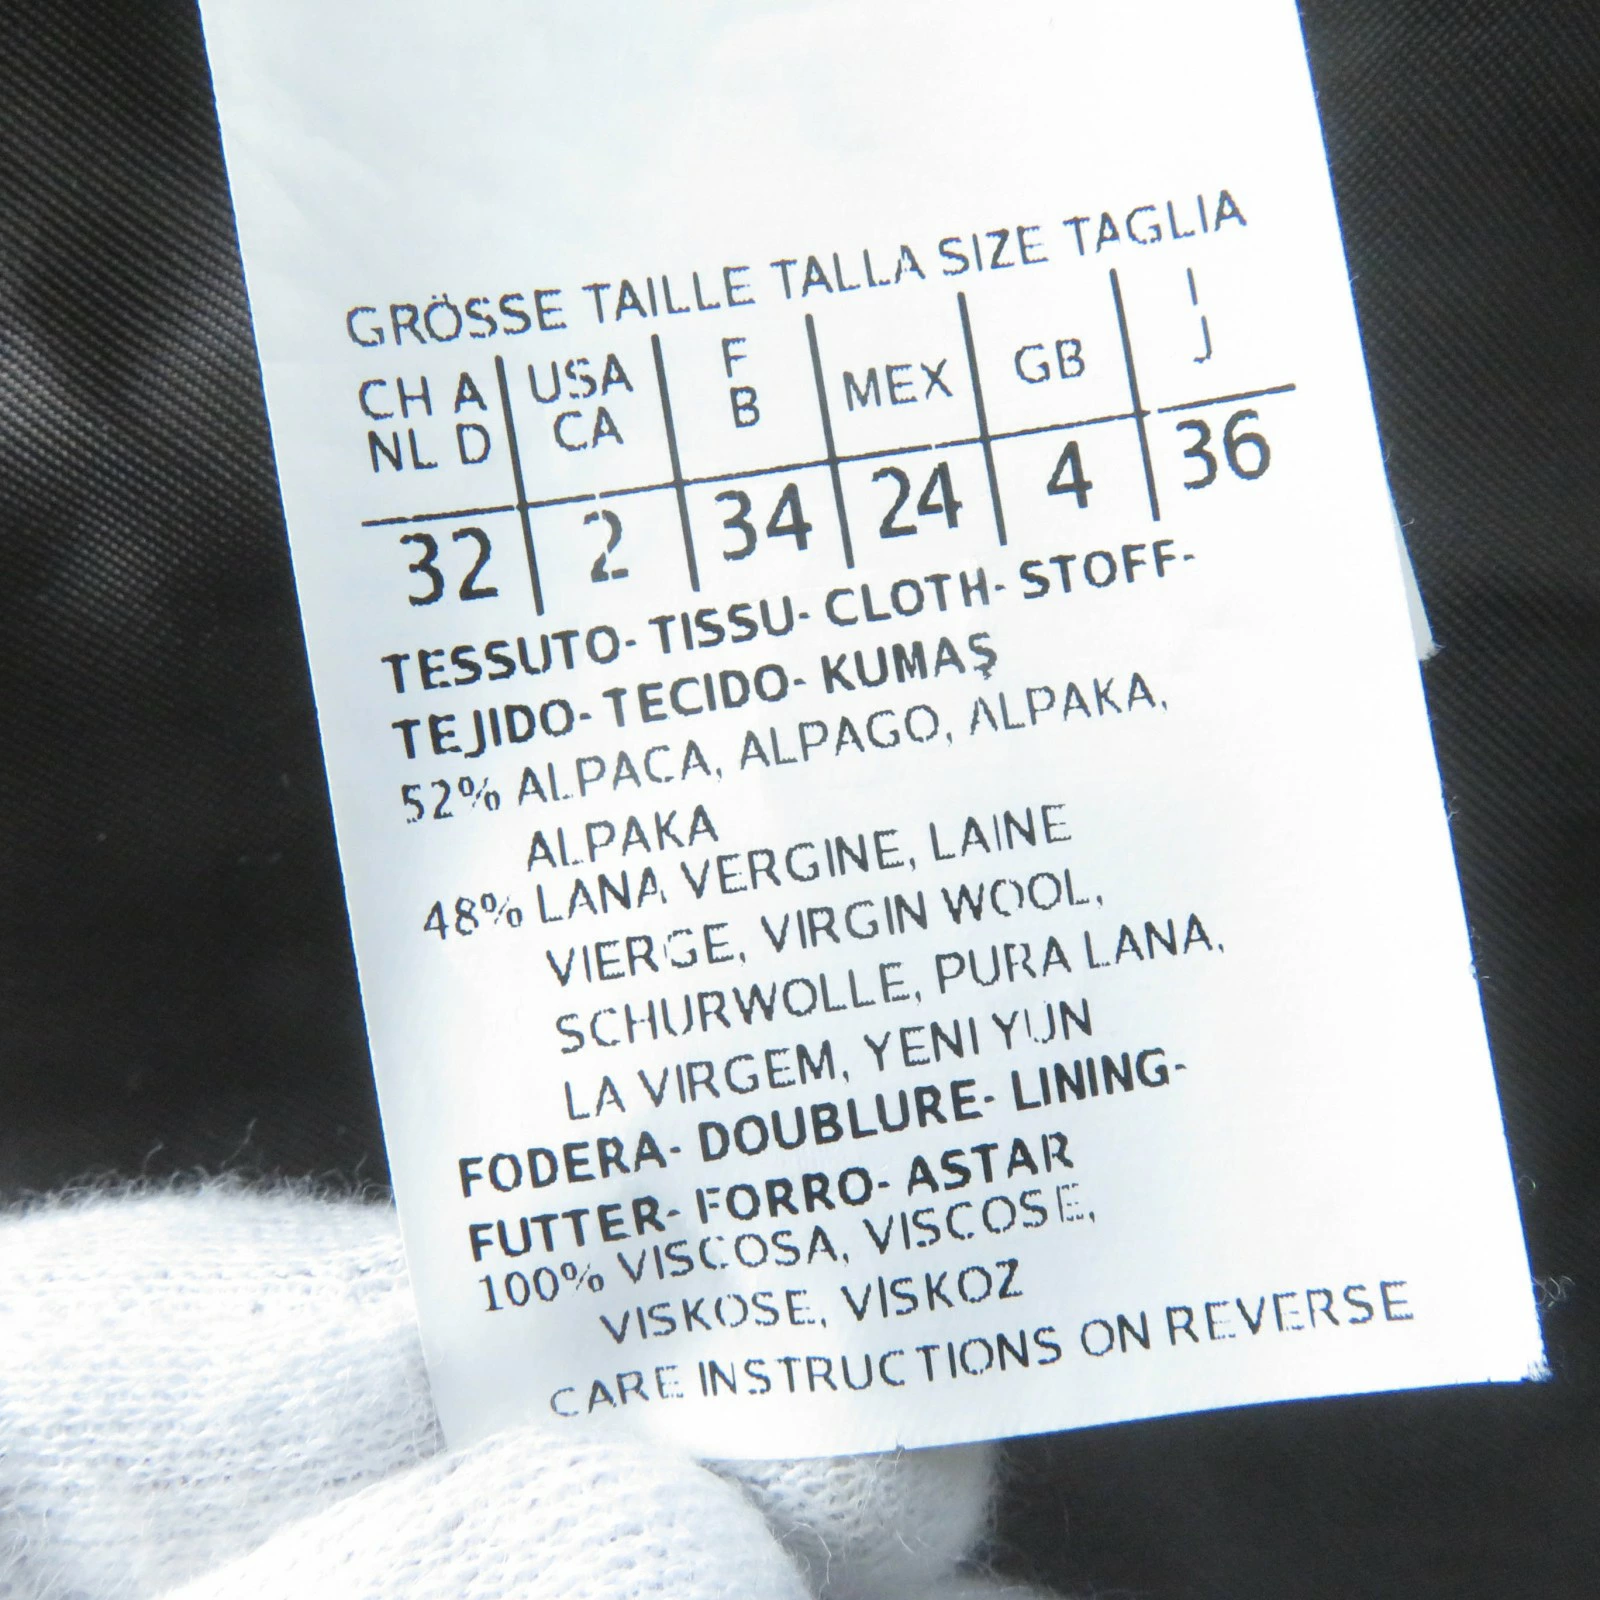 GRÖSSE TAILLE TALLA SIZE TAGLIA
CH A USA F MEX GB I
NL D CA B J
32 2 34 24 4 36
TESSUTO- TISSU- CLOTH- STOFF-
TEJIDO- TECIDO- KUMAŞ
52% ALPACA, ALPAGO, ALPAKA,
ALPAKA
48% LANA VERGINE, LAINE
VIERGE, VIRGIN WOOL,
SCHURWOLLE, PURA LANA,
LA VIRGEM, YENI YUN
FODERA- DOUBLURE- LINING-
FUTTER- FORRO- ASTAR
100% VISCOSA, VISCOSE,
VISKOSE, VISKOZ
CARE INSTRUCTIONS ON REVERSE